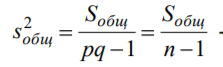 s²общ = Sобщ / (pq − 1) = Sобщ / (n − 1) ,